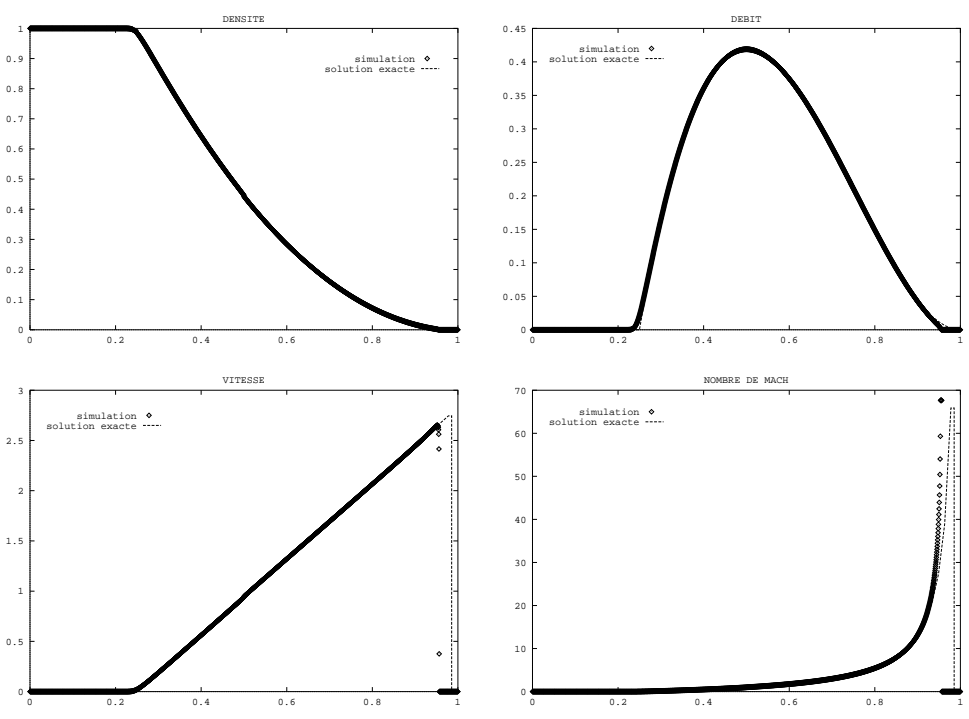 DENSITE
simulation
solution exacte
1
0.9
0.8
0.7
0.6
0.5
0.4
0.3
0.2
0.1
0
0 0.2 0.4 0.6 0.8 1
DEBIT
simulation
solution exacte
0.45
0.4
0.35
0.3
0.25
0.2
0.15
0.1
0.05
0
0 0.2 0.4 0.6 0.8 1
VITESSE
simulation
solution exacte
3
2.5
2
1.5
1
0.5
0
0 0.2 0.4 0.6 0.8 1
NOMBRE DE MACH
simulation
solution exacte
70
60
50
40
30
20
10
0
0 0.2 0.4 0.6 0.8 1